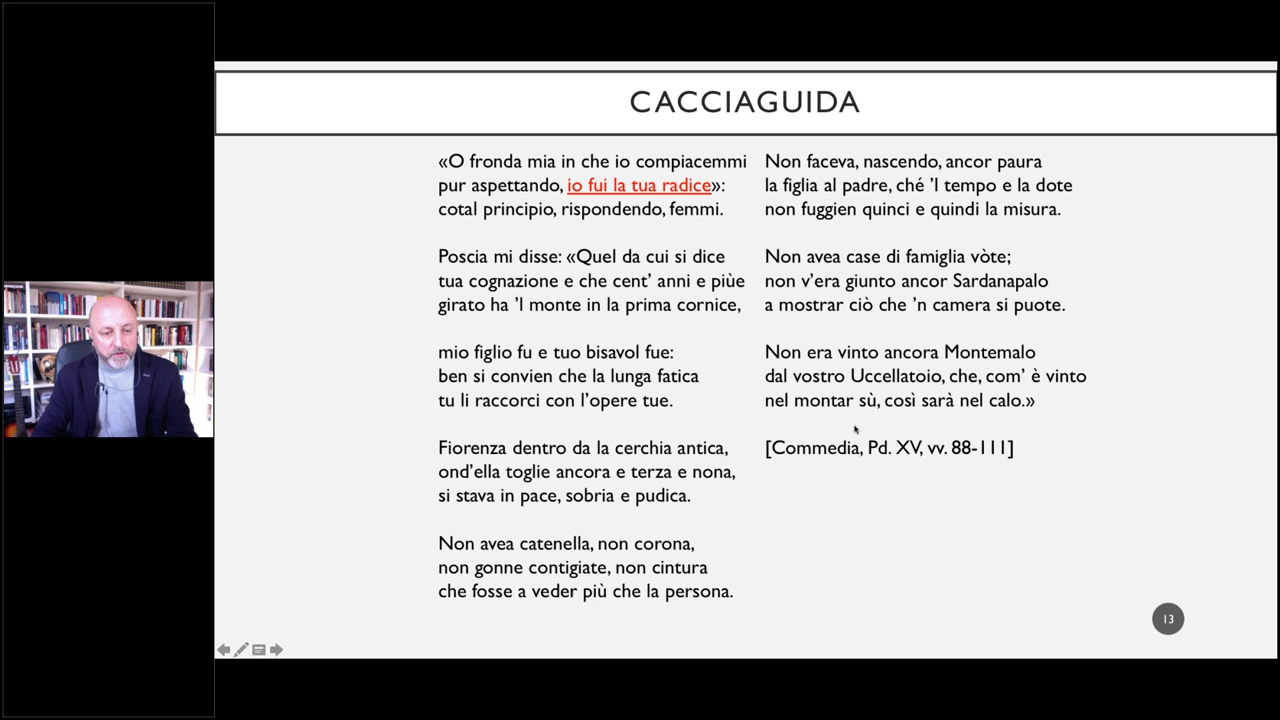 CACCIAGUIDA
«O fronda mia in che io compiacemmi
pur aspettando, io fui la tua radice»:
cotal principio, rispondendo, femmi.
Poscia mi disse: «Quel da cui si dice
tua cognazione e che cent’ anni e piùe
girato ha ’l monte in la prima cornice,
mio figlio fu e tuo bisavol fue:
ben si convien che la lunga fatica
tu li raccorci con l’opere tue.
Fiorenza dentro da la cerchia antica,
ond’ella toglie ancora e terza e nona,
si stava in pace, sobria e pudica.
Non avea catenella, non corona,
non gonne contigiate, non cintura
che fosse a veder più che la persona.
Non faceva, nascendo, ancor paura
la figlia al padre, ché ’l tempo e la dote
non fuggien quinci e quindi la misura.
Non avea case di famiglia vòte;
non v’era giunto ancor Sardanapalo
a mostrar ciò che ’n camera si puote.
Non era vinto ancora Montemalo
dal vostro Uccellatoio, che, com’ è vinto
nel montar sù, così sarà nel calo.»
[Commedia, Pd. XV, vv. 88-111]
13